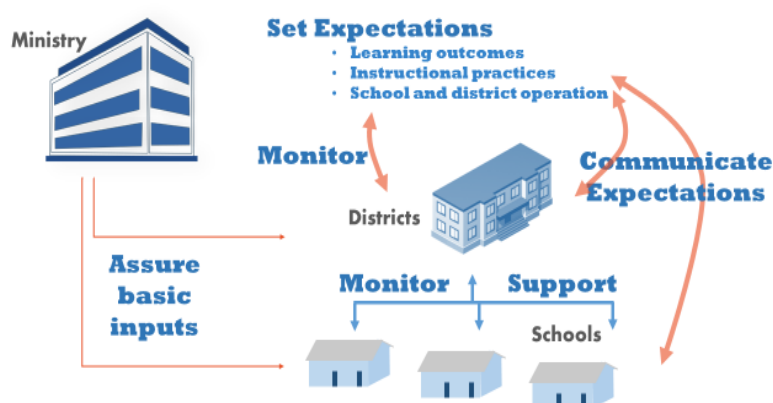 Ministry
Set Expectations
• Learning outcomes
• Instructional practices
• School and district operation
Monitor
Communicate
Expectations
Districts
Assure
basic
inputs
Monitor
Support
Schools